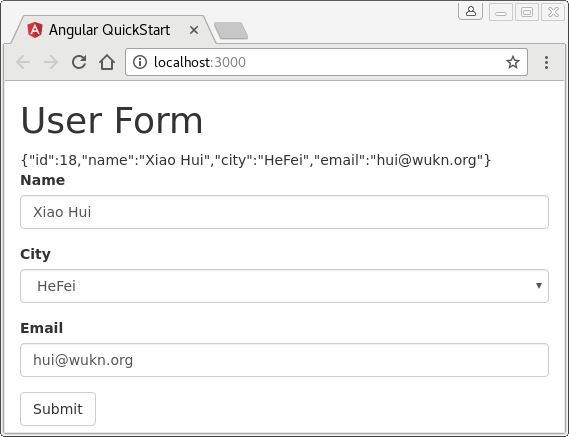 Angular QuickStart
localhost:3000
User Form
{"id":18,"name":"Xiao Hui","city":"HeFei","email":"hui@wukn.org"}
Name
Xiao Hui
City
HeFei
Email
hui@wukn.org
Submit